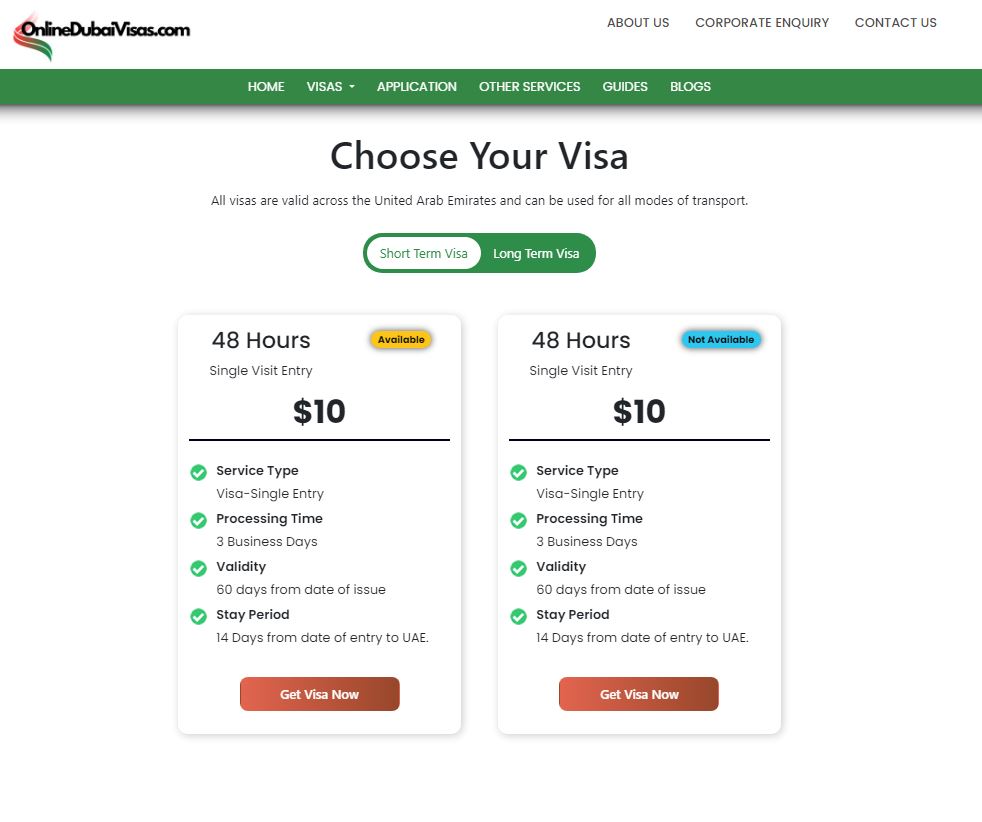 OnlineDubaiVisas.com
ABOUT US CORPORATE ENQUIRY CONTACT US
HOME VISAS APPLICATION OTHER SERVICES GUIDES BLOGS
Choose Your Visa
All visas are valid across the United Arab Emirates and can be used for all modes of transport.
Short Term Visa Long Term Visa
48 Hours Available
Single Visit Entry
$10
Service Type
Visa-Single Entry
Processing Time
3 Business Days
Validity
60 days from date of issue
Stay Period
14 Days from date of entry to UAE.
Get Visa Now
48 Hours Not Available
Single Visit Entry
$10
Service Type
Visa-Single Entry
Processing Time
3 Business Days
Validity
60 days from date of issue
Stay Period
14 Days from date of entry to UAE.
Get Visa Now